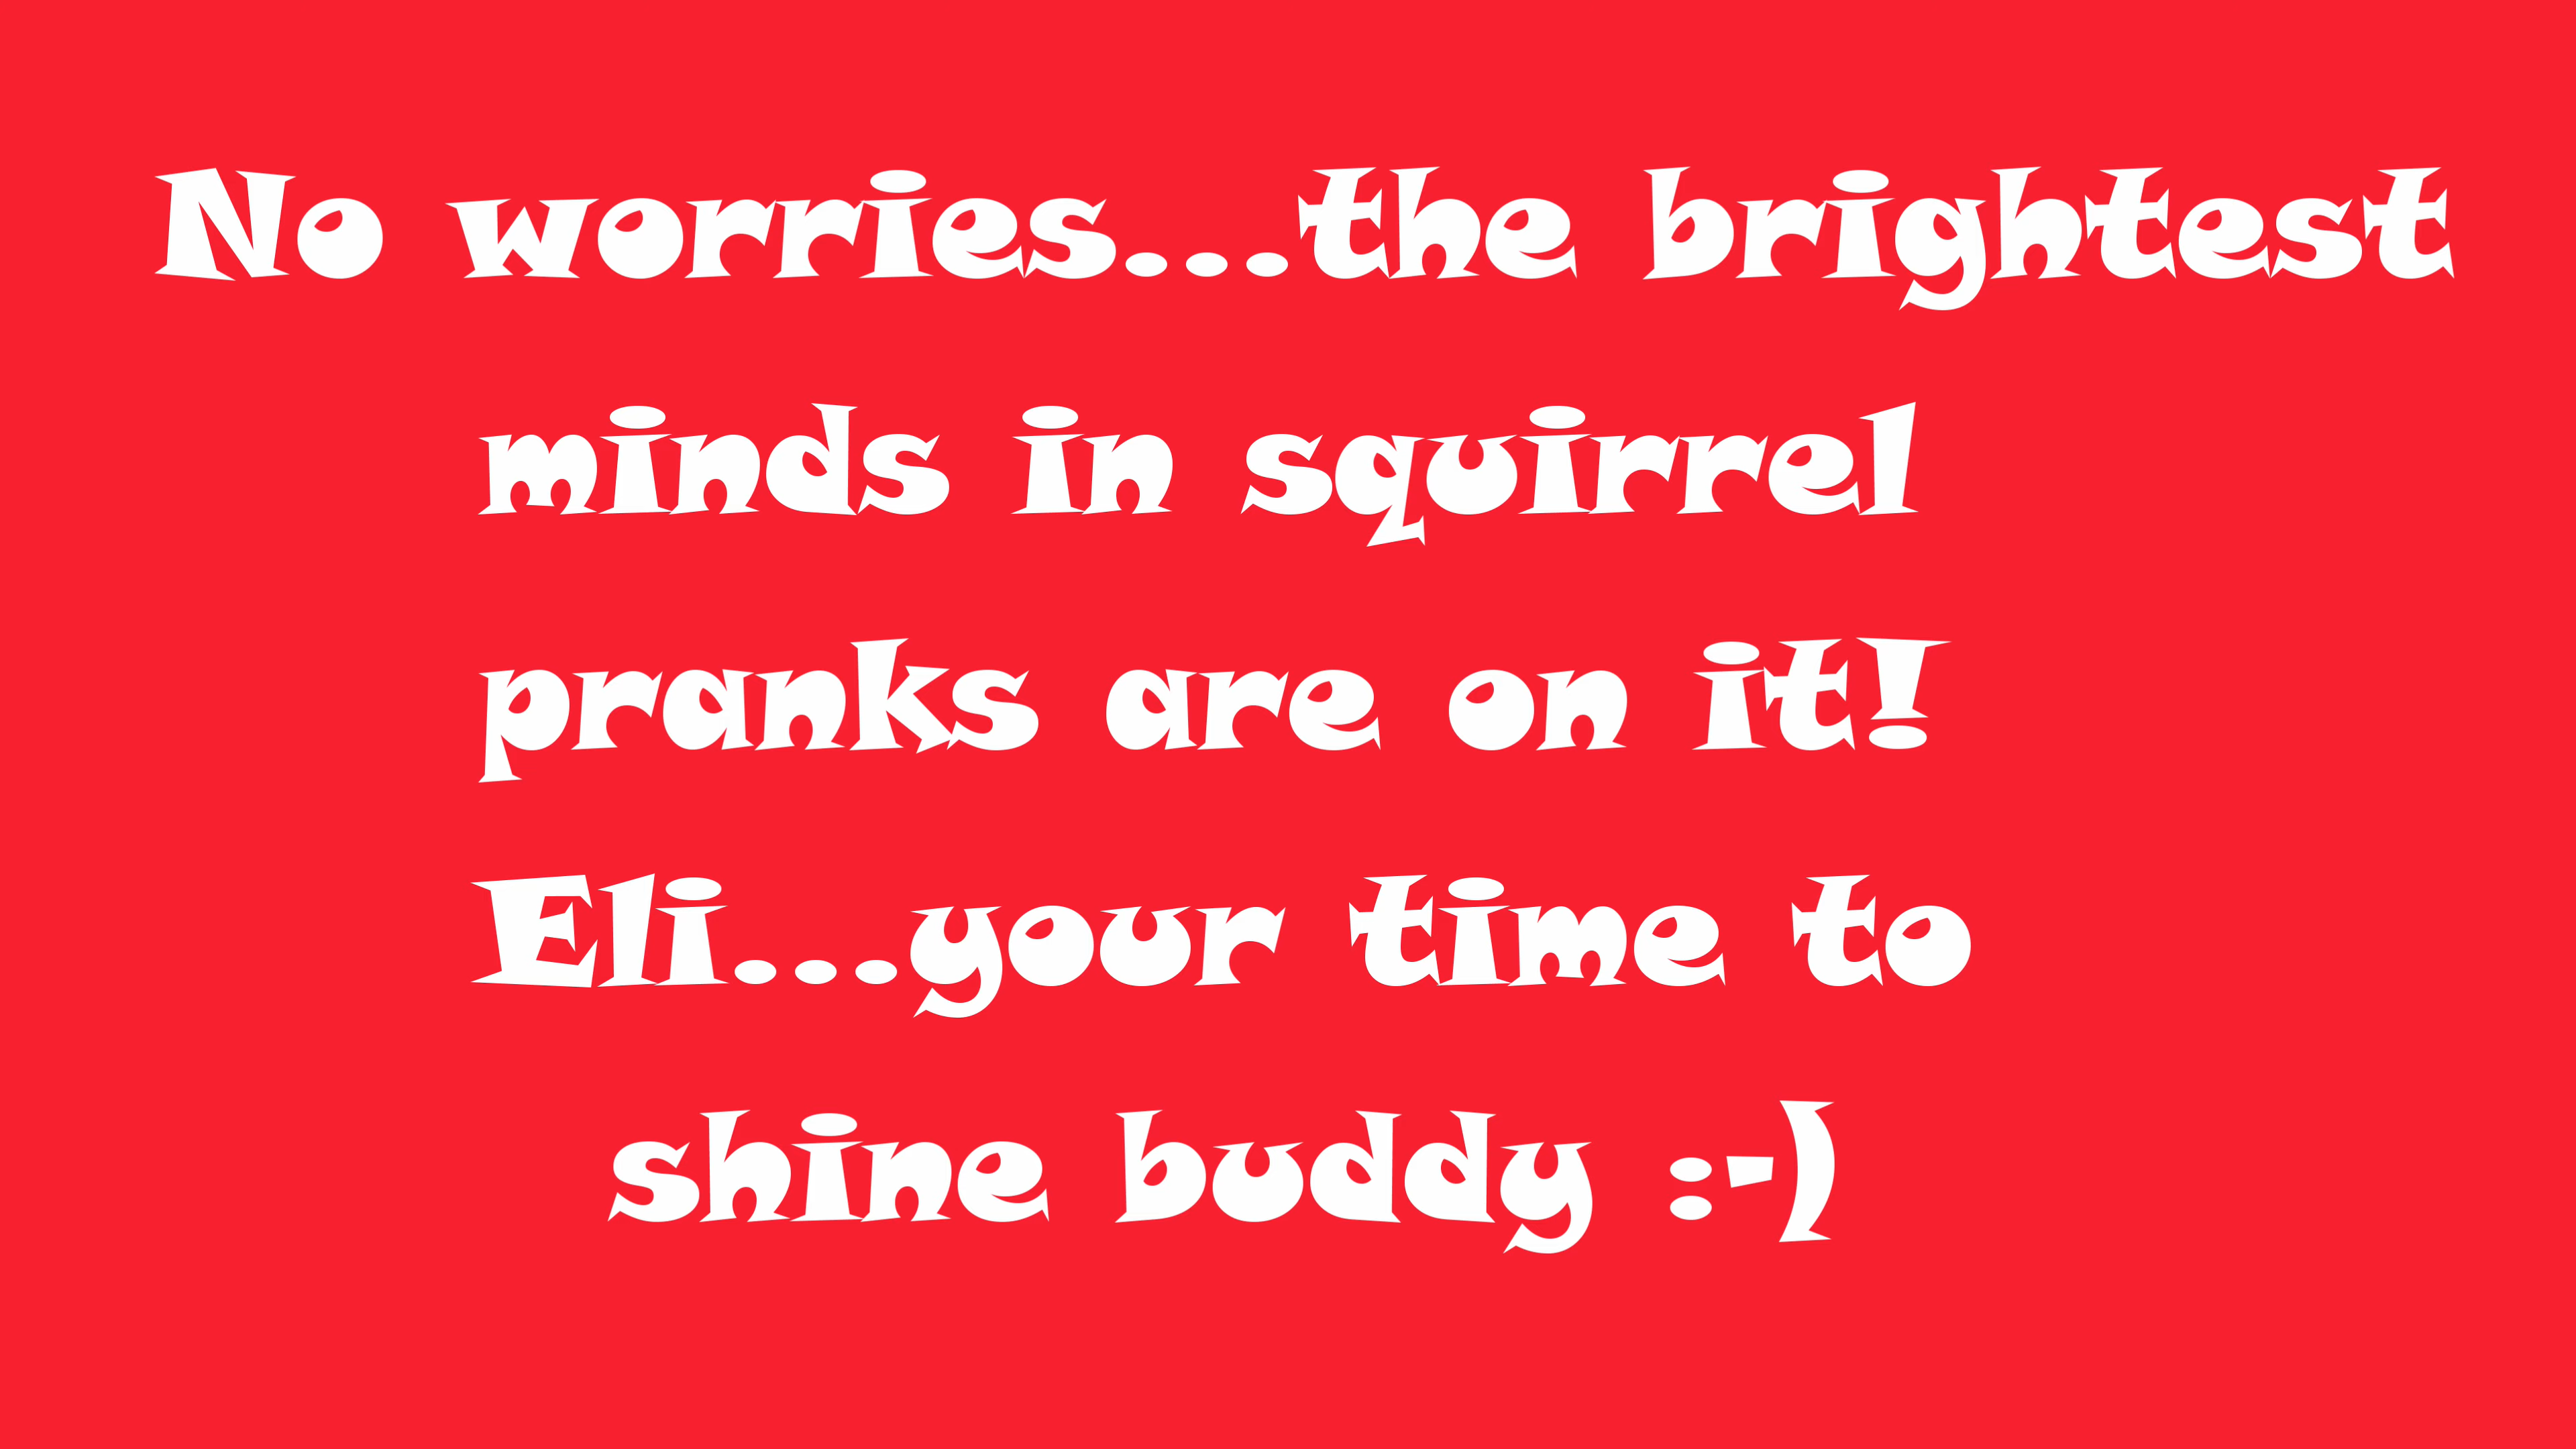 No worries...the brightest
minds in squirrel
pranks are on it!
Eli...your time to
shine buddy :-)